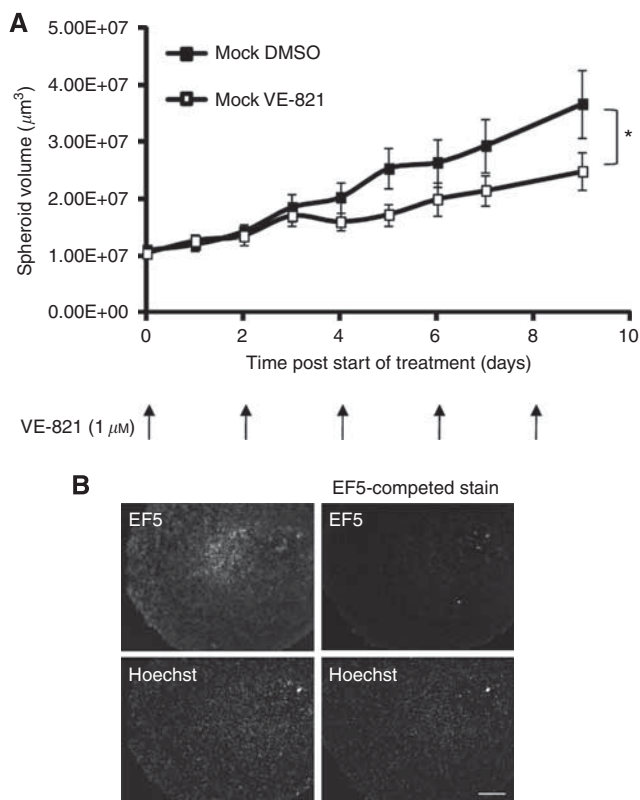 A
5.00E+07
4.00E+07
3.00E+07
2.00E+07
1.00E+07
0.00E+00
Spheroid volume (μm³)
Mock DMSO
Mock VE-821
*
0 2 4 6 8 10
Time post start of treatment (days)
VE-821 (1 μM)
B
EF5-competed stain
EF5 EF5
Hoechst Hoechst